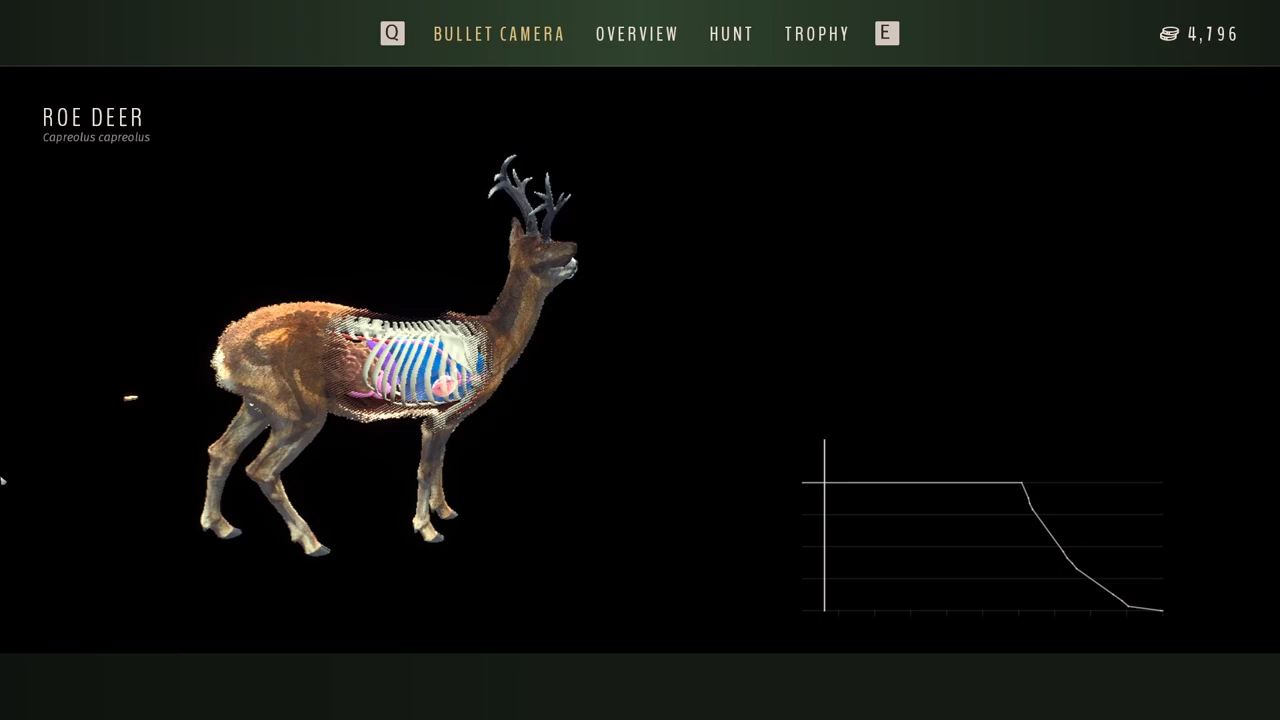 Q BULLET CAMERA OVERVIEW HUNT TROPHY E 4,796
ROE DEER
Capreolus capreolus